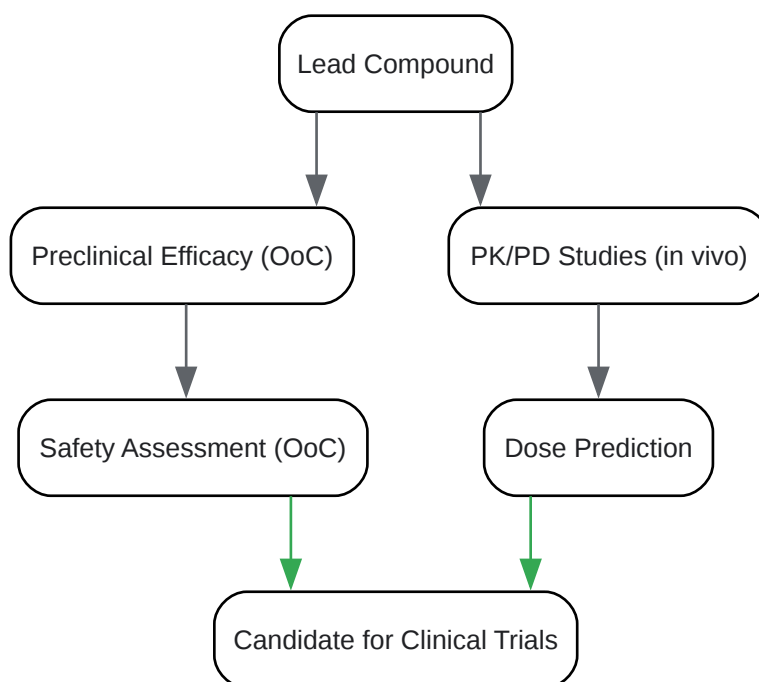 Lead Compound
Preclinical Efficacy (OoC)
PK/PD Studies (in vivo)
Safety Assessment (OoC)
Dose Prediction
Candidate for Clinical Trials